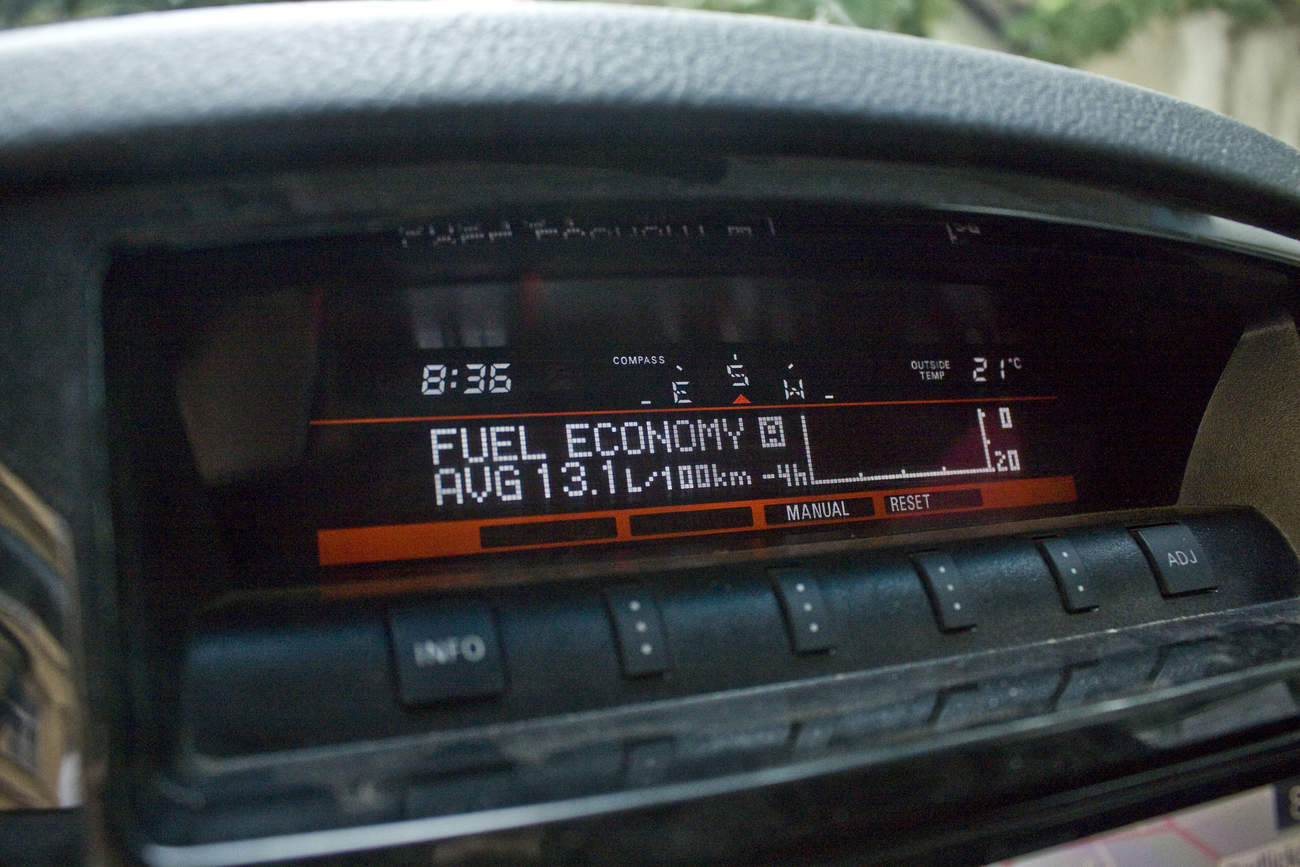 8:36
COMPASS
E S W
OUTSIDE TEMP 21°C
FUEL ECONOMY
AVG 13.1 L/100km -4h
0
20
MANUAL RESET
INFO
ADJ